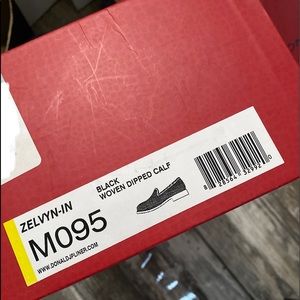 ZELVYN-IN
BLACK
WOVEN DIPPED CALF
M095
WWW.DONALDJPLINER.COM